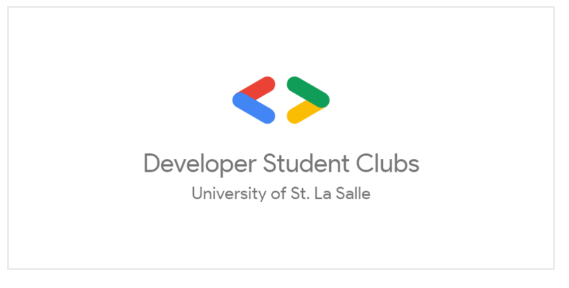 Developer Student Clubs
University of St. La Salle